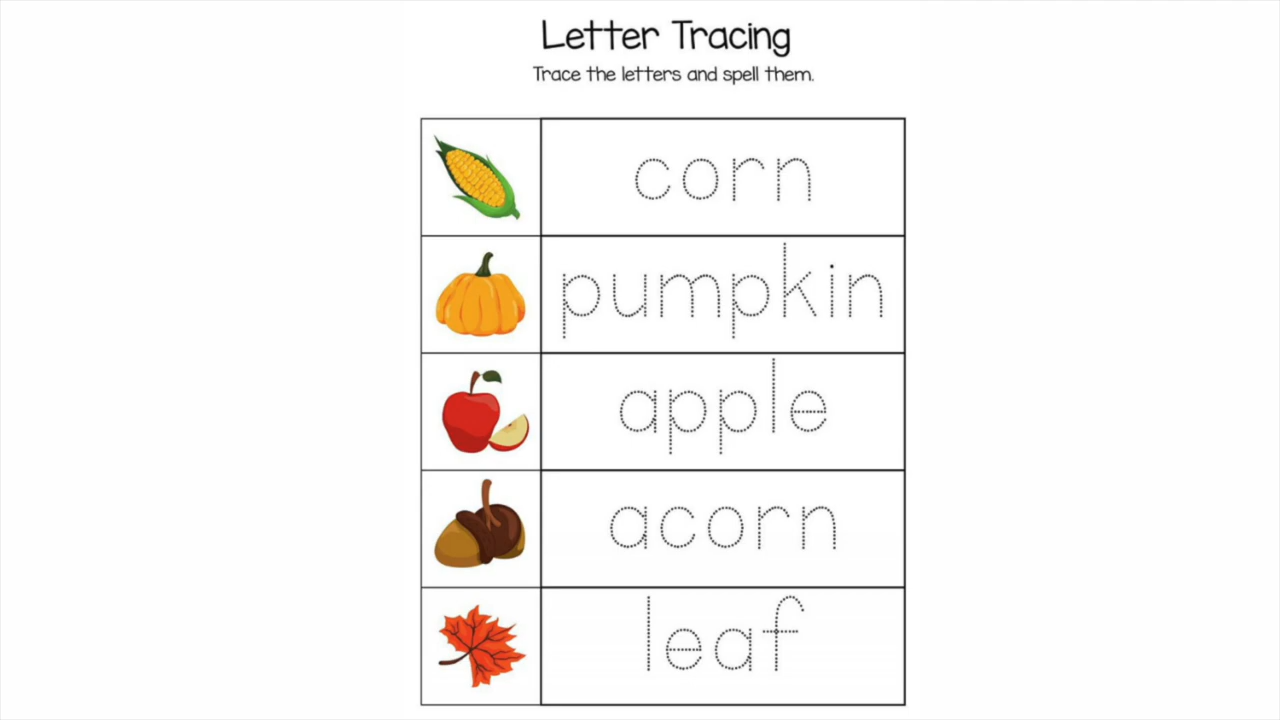 Letter Tracing
Trace the letters and spell them.
corn
pumpkin
apple
acorn
leaf